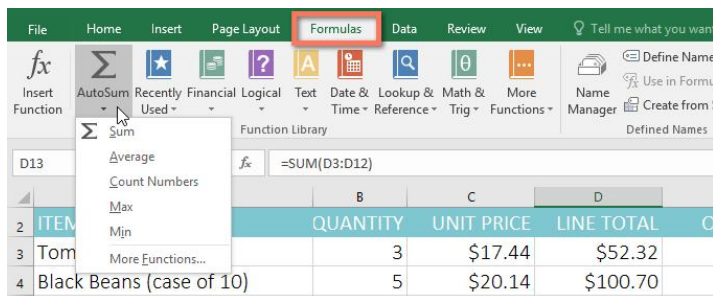 File Home Insert Page Layout Formulas Data Review View Tell me what you want
fx Σ ? A θ ...
Insert Function
AutoSum
Recently Used
Financial
Logical
Text
Date & Time
Lookup & Reference
Math & Trig
More Functions
Name Manager
Define Name
Use in Formu
Create from
Function Library
Defined Names
Σ Sum
Average
Count Numbers
Max
Min
More Functions...
D13 fx =SUM(D3:D12)
B C D
2 QUANTITY UNIT PRICE LINE TOTAL
3 Tom 3 $17.44 $52.32
4 Black Beans (case of 10) 5 $20.14 $100.70